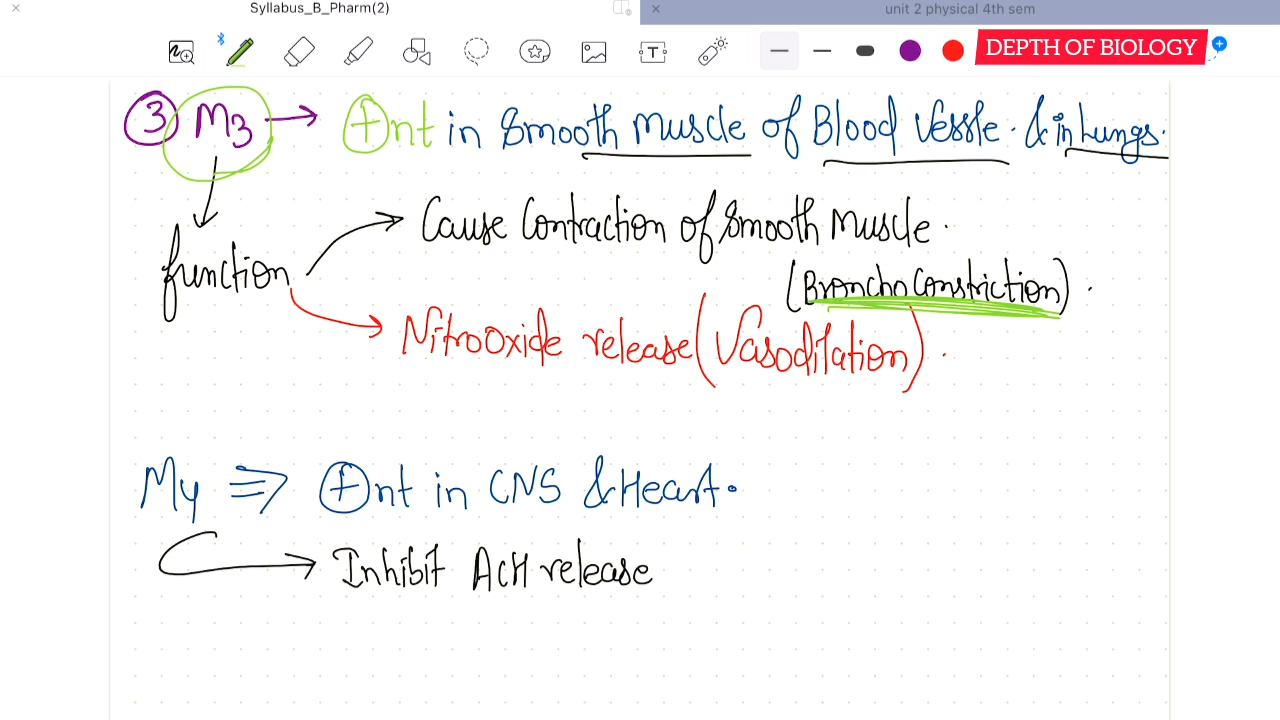 Syllabus_B_Pharm(2)
unit 2 physical 4th sem
DEPTH OF BIOLOGY
③ M3 → ⊕nt in Smooth Muscle of Blood Vessle. & in Lungs.
Cause Contraction of Smooth Muscle.
function
(Broncho Constriction).
NitroOxide release (Vasodilation).
M4 ⇒ ⊕nt in CNS & Heart.
→ Inhibit AcH release